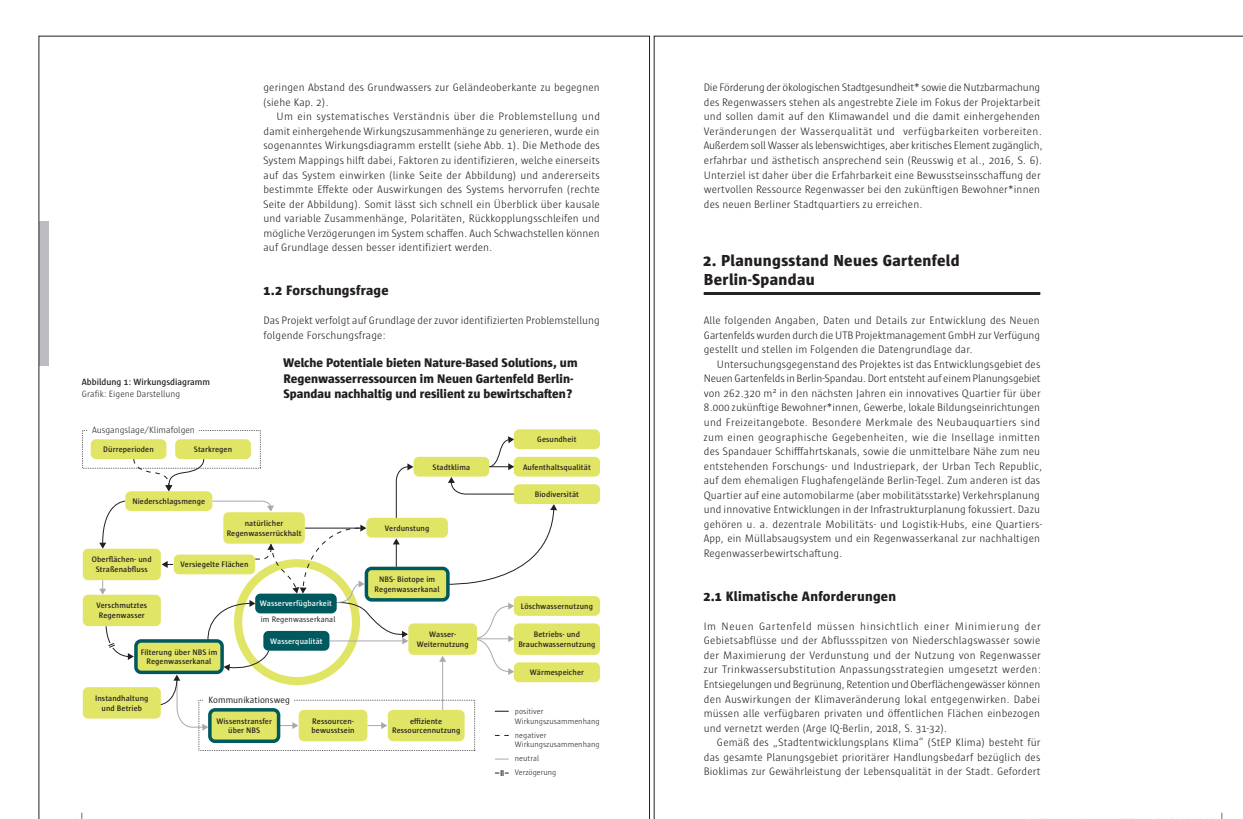 geringen Abstand des Grundwassers zur Geländeoberkante zu begegnen
(siehe Kap. 2).
Um ein systematisches Verständnis über die Problemstellung und
damit einhergehende Wirkungszusammenhänge zu generieren, wurde ein
sogenanntes Wirkungsdiagramm erstellt (siehe Abb. 1). Die Methode des
System Mappings hilft dabei, Faktoren zu identifizieren, welche einerseits
auf das System einwirken (linke Seite der Abbildung) und andererseits
bestimmte Effekte oder Auswirkungen des Systems hervorrufen (rechte
Seite der Abbildung). Somit lässt sich schnell ein Überblick über kausale
und variable Zusammenhänge, Polaritäten, Rückkopplungsschleifen und
mögliche Verzögerungen im System schaffen. Auch Schwachstellen können
auf Grundlage dessen besser identifiziert werden.
1.2 Forschungsfrage
Das Projekt verfolgt auf Grundlage der zuvor identifizierten Problemstellung
folgende Forschungsfrage:
Welche Potentiale bieten Nature-Based Solutions, um
Regenwasserressourcen im Neuen Gartenfeld Berlin-
Spandau nachhaltig und resilient zu bewirtschaften?
Abbildung 1: Wirkungsdiagramm
Grafik: Eigene Darstellung
Ausgangslage/Klimafolgen
Dürreperioden
Starkregen
Niederschlagsmenge
natürlicher
Regenwasserrückhalt
Oberflächen- und
Straßenabfluss
Versiegelte Flächen
Verschmutztes
Regenwasser
Filterung über NBS im
Regenwasserkanal
Instandhaltung
und Betrieb
Wasserverfügbarkeit
im Regenwasserkanal
Wasserqualität
Verdunstung
NBS- Biotope im
Regenwasserkanal
Stadtklima
Gesundheit
Aufenthaltsqualität
Biodiversität
Wasser-
Weiternutzung
Löschwassernutzung
Betriebs- und
Brauchwassernutzung
Wärmespeicher
Kommunikationsweg
Wissenstransfer
über NBS
Ressourcen-
bewusstsein
effiziente
Ressourcennutzung
positiver
Wirkungszusammenhang
negativer
Wirkungszusammenhang
neutral
Verzögerung
Die Förderung der ökologischen Stadtgesundheit* sowie die Nutzbarmachung
des Regenwassers stehen als angestrebte Ziele im Fokus der Projektarbeit
und sollen damit auf den Klimawandel und die damit einhergehenden
Veränderungen der Wasserqualität und verfügbarkeiten vorbereiten.
Außerdem soll Wasser als lebenswichtiges, aber kritisches Element zugänglich,
erfahrbar und ästhetisch ansprechend sein (Reusswig et al., 2016, S. 6).
Unterziel ist daher über die Erfahrbarkeit eine Bewusstseinsschaffung der
wertvollen Ressource Regenwasser bei den zukünftigen Bewohner*innen
des neuen Berliner Stadtquartiers zu erreichen.
2. Planungsstand Neues Gartenfeld
Berlin-Spandau
Alle folgenden Angaben, Daten und Details zur Entwicklung des Neuen
Gartenfelds wurden durch die UTB Projektmanagement GmbH zur Verfügung
gestellt und stellen im Folgenden die Datengrundlage dar.
Untersuchungsgegenstand des Projektes ist das Entwicklungsgebiet des
Neuen Gartenfelds in Berlin-Spandau. Dort entsteht auf einem Planungsgebiet
von 262.320 m² in den nächsten Jahren ein innovatives Quartier für über
8.000 zukünftige Bewohner*innen, Gewerbe, lokale Bildungseinrichtungen
und Freizeitangebote. Besondere Merkmale des Neubauquartiers sind
zum einen geographische Gegebenheiten, wie die Insellage inmitten
des Spandauer Schifffahrtskanals, sowie die unmittelbare Nähe zum neu
entstehenden Forschungs- und Industriepark, der Urban Tech Republic,
auf dem ehemaligen Flughafengelände Berlin-Tegel. Zum anderen ist das
Quartier auf eine automobilarme (aber mobilitätsstarke) Verkehrsplanung
und innovative Entwicklungen in der Infrastrukturplanung fokussiert. Dazu
gehören u. a. dezentrale Mobilitäts- und Logistik-Hubs, eine Quartiers-
App, ein Müllabsaugsystem und ein Regenwasserkanal zur nachhaltigen
Regenwasserbewirtschaftung.
2.1 Klimatische Anforderungen
Im Neuen Gartenfeld müssen hinsichtlich einer Minimierung der
Gebietsabflüsse und der Abflussspitzen von Niederschlagswasser sowie
der Maximierung der Verdunstung und der Nutzung von Regenwasser
zur Trinkwassersubstitution Anpassungsstrategien umgesetzt werden:
Entsiegelungen und Begrünung, Retention und Oberflächengewässer können
den Auswirkungen der Klimaveränderung lokal entgegenwirken. Dabei
müssen alle verfügbaren privaten und öffentlichen Flächen einbezogen
und vernetzt werden (Arge IQ-Berlin, 2018, S. 31-32).
Gemäß des „Stadtentwicklungsplans Klima“ (StEP Klima) besteht für
das gesamte Planungsgebiet prioritärer Handlungsbedarf bezüglich des
Bioklimas zur Gewährleistung der Lebensqualität in der Stadt. Gefordert